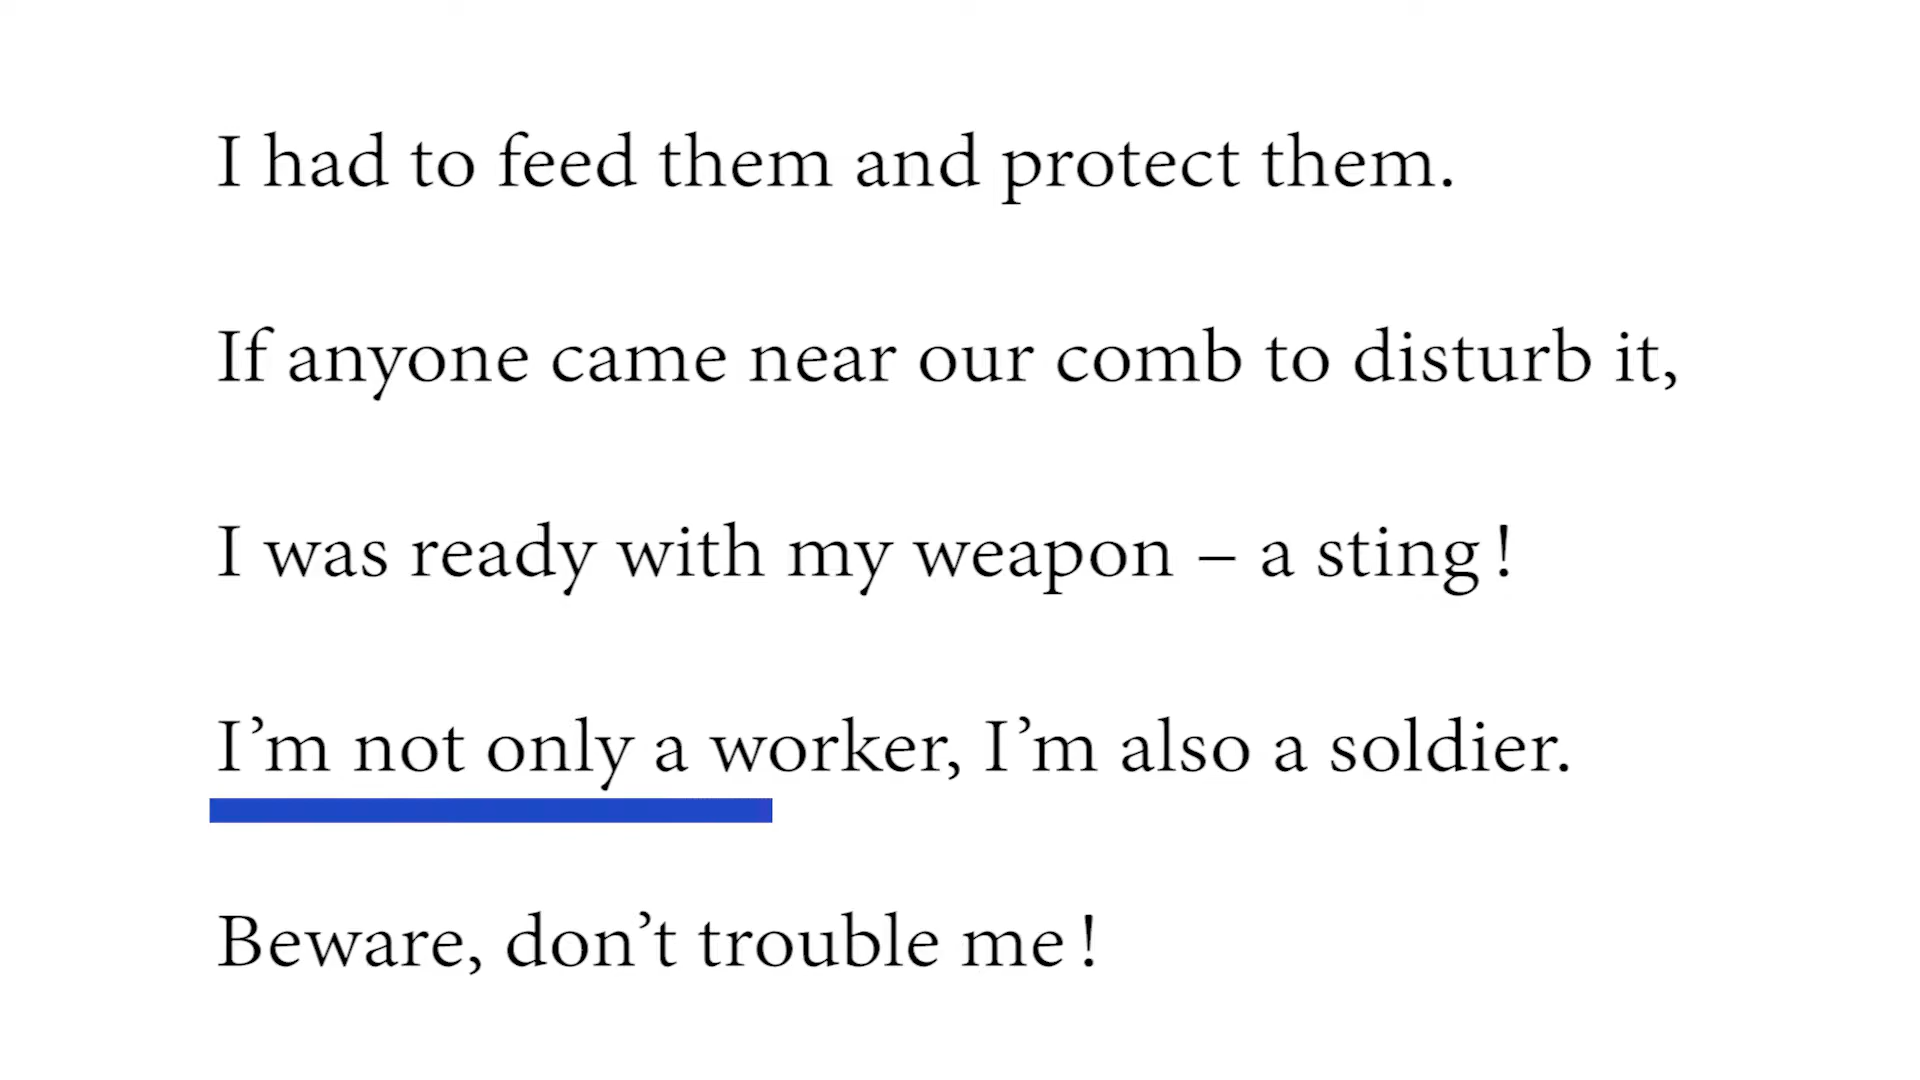 I had to feed them and protect them.
If anyone came near our comb to disturb it,
I was ready with my weapon – a sting !
I’m not only a worker, I’m also a soldier.
Beware, don’t trouble me !